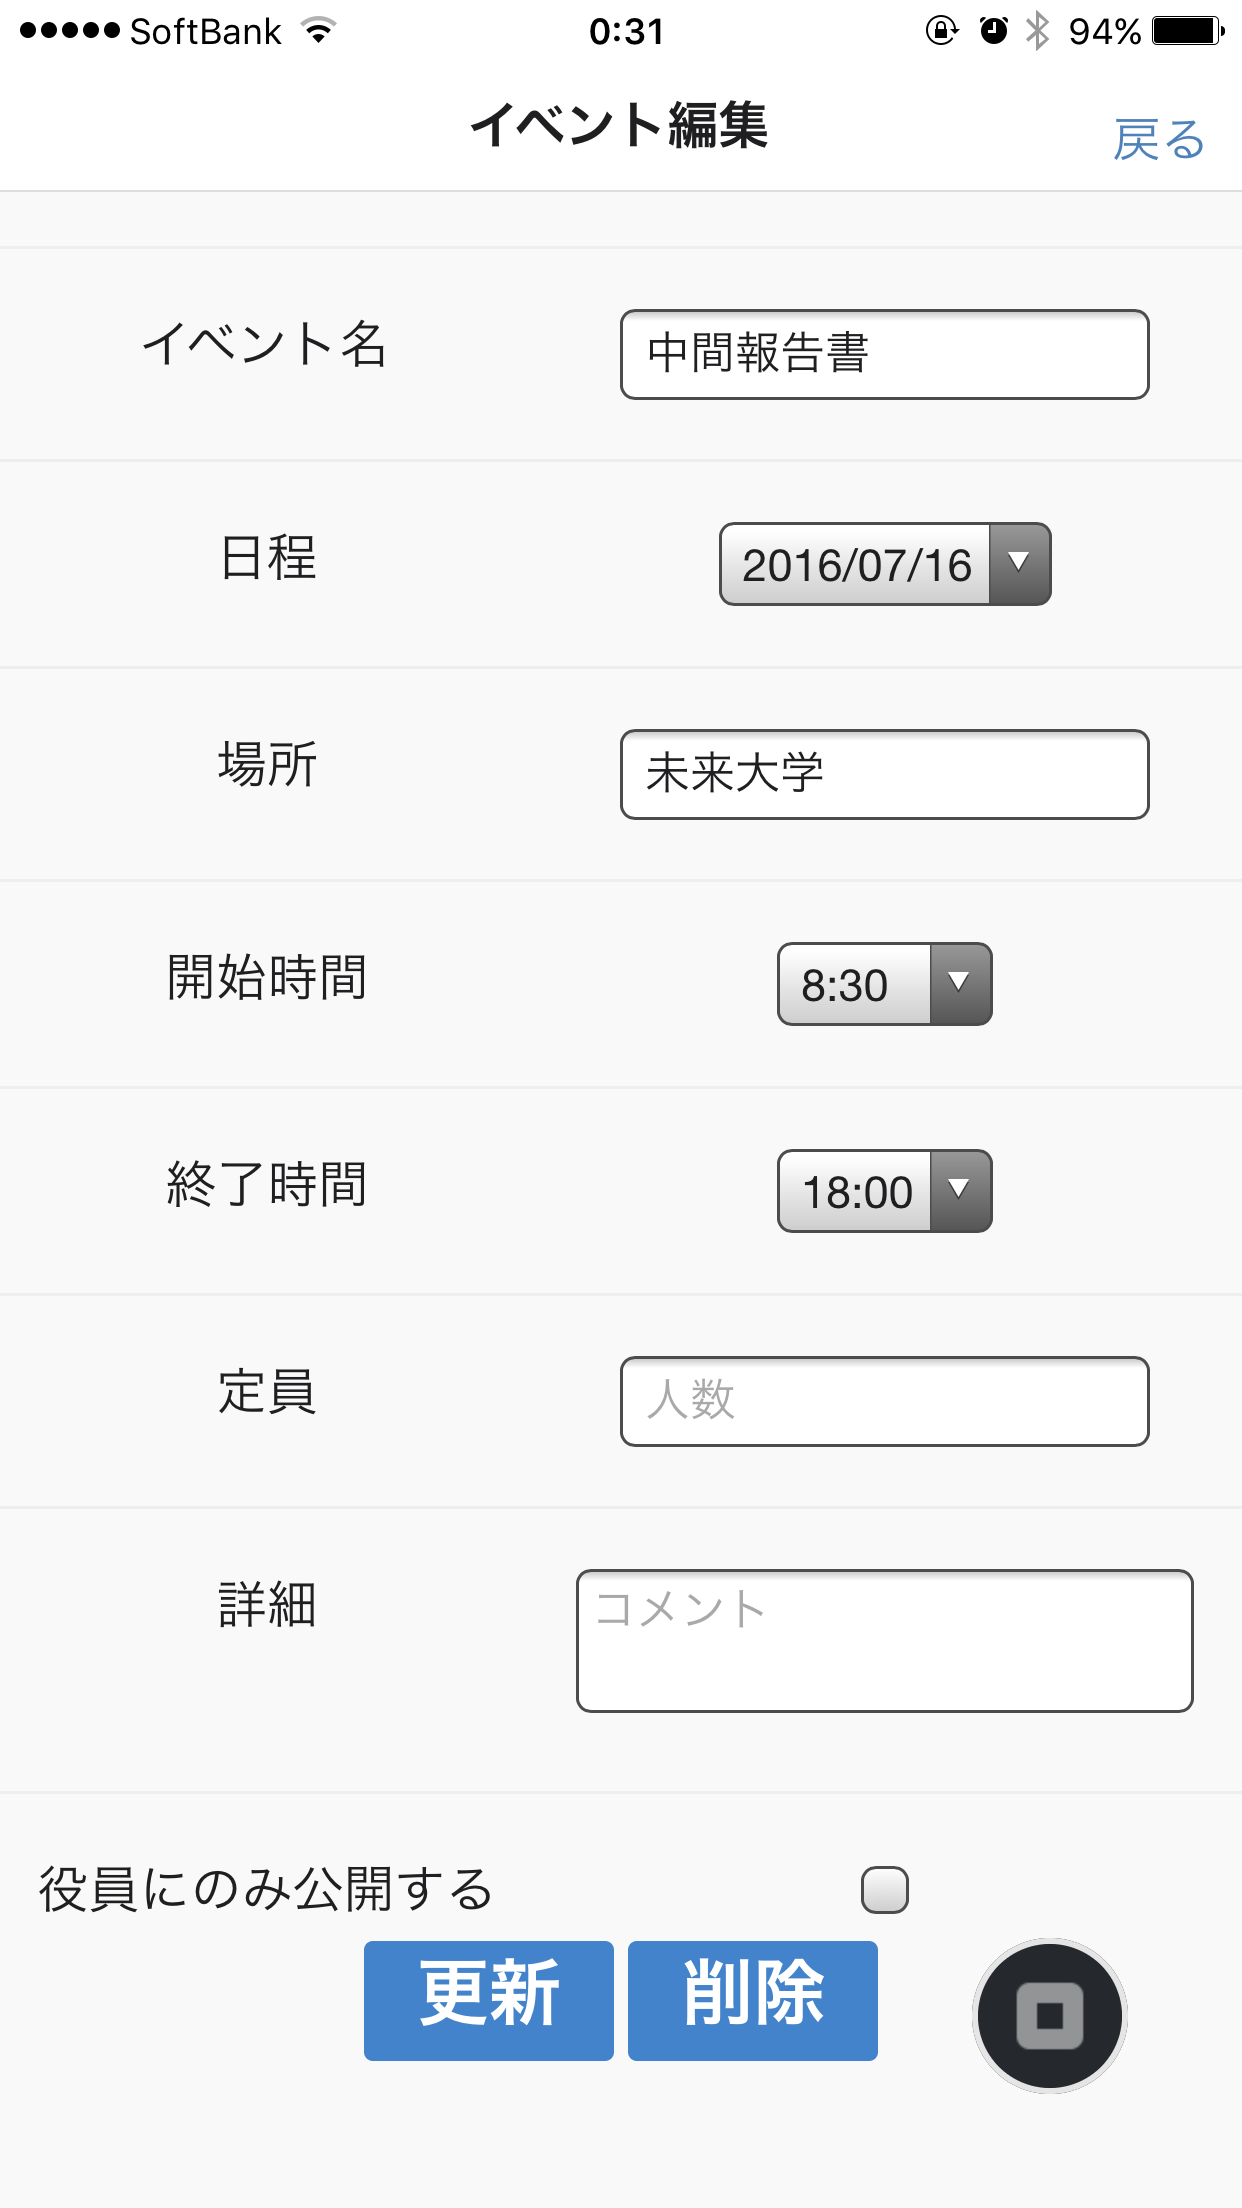 SoftBank 0:31 94%
イベント編集
戻る
イベント名 中間報告書
日程 2016/07/16
場所 未来大学
開始時間 8:30
終了時間 18:00
定員 人数
詳細 コメント
役員にのみ公開する
更新 削除